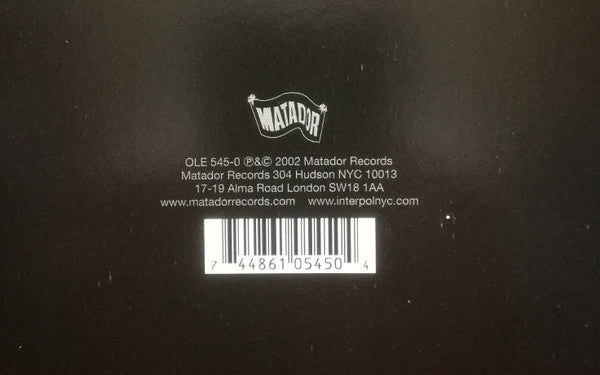 MATADOR
OLE 545-0 ℗&© 2002 Matador Records
Matador Records 304 Hudson NYC 10013
17-19 Alma Road London SW18 1AA
www.matadorrecords.com www.interpolnyc.com
7 44861 05450 4